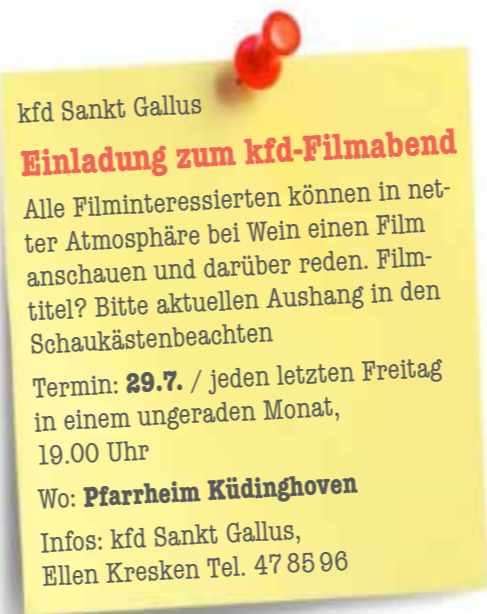 kfd Sankt Gallus
Einladung zum kfd-Filmabend
Alle Filminteressierten können in net-
ter Atmosphäre bei Wein einen Film
anschauen und darüber reden. Film-
titel? Bitte aktuellen Aushang in den
Schaukästenbeachten
Termin: 29.7. / jeden letzten Freitag
in einem ungeraden Monat,
19.00 Uhr
Wo: Pfarrheim Küdinghoven
Infos: kfd Sankt Gallus,
Ellen Kresken Tel. 47 85 96